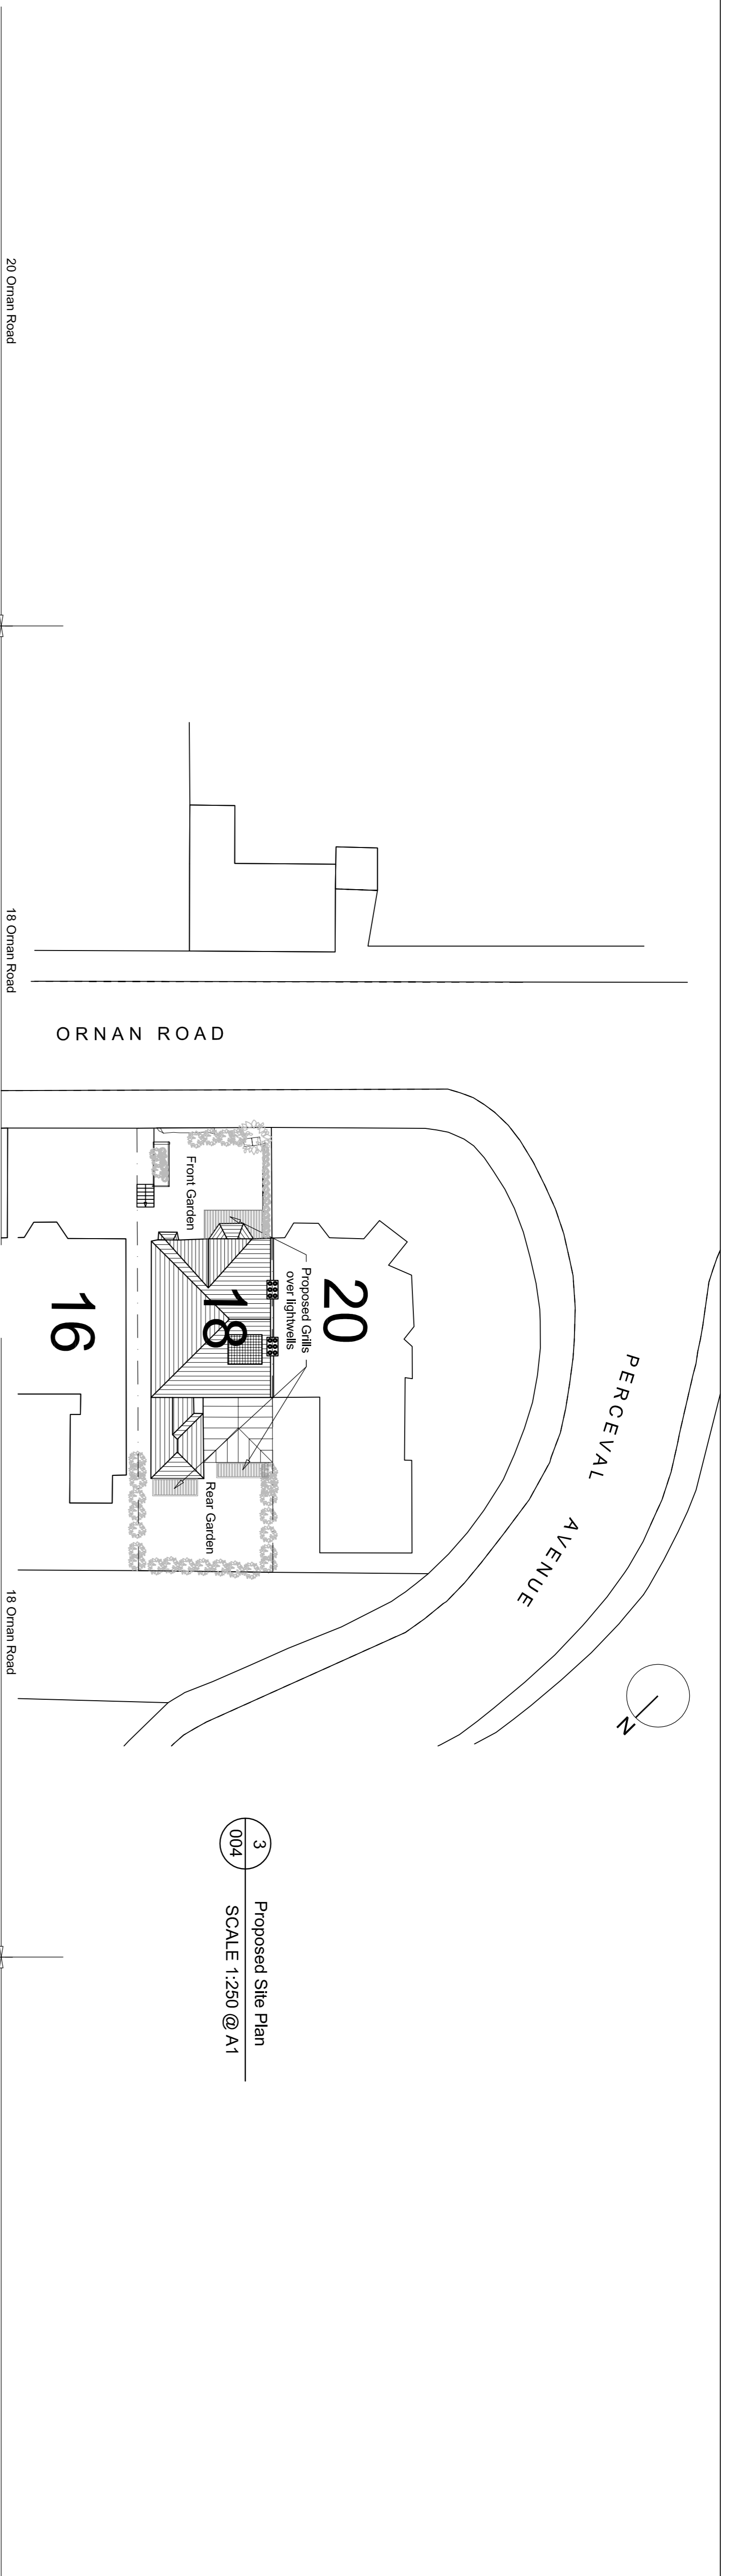 20 Ornan Road
18 Ornan Road
18 Ornan Road
ORNAN ROAD
Front Garden
Proposed Grills
over lightwells
20
18
16
Rear Garden
PERCEVAL AVENUE
N
3
004
Proposed Site Plan
SCALE 1:250 @ A1